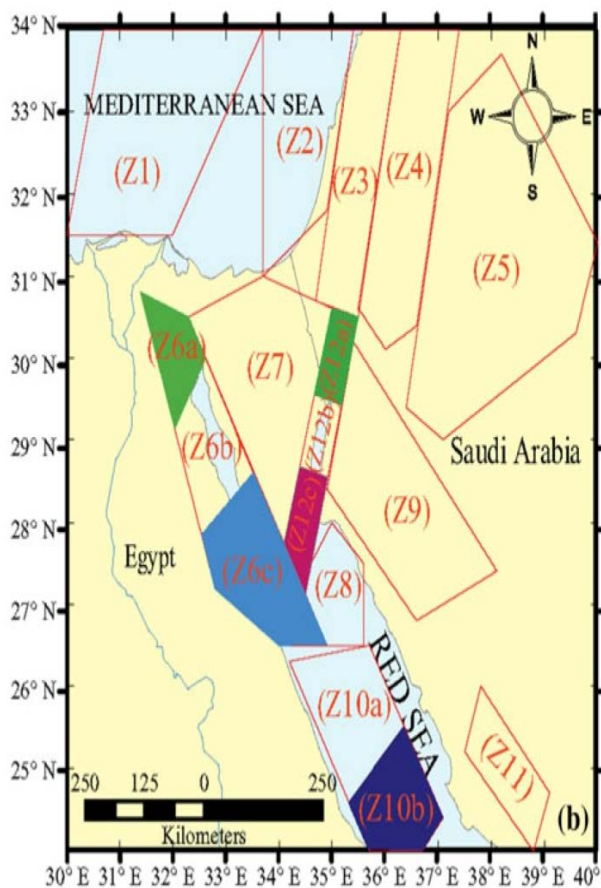 34° N
33° N
32° N
31° N
30° N
29° N
28° N
27° N
26° N
25° N
N
W E
S
MEDITERRANEAN SEA
(Z1)
(Z2)
(Z3)
(Z4)
(Z5)
(Z6a)
(Z7)
(Z12a)
(Z12b)
(Z6b)
(Z12c)
Saudi Arabia
(Z9)
Egypt
(Z6c)
(Z8)
RED SEA
(Z10a)
(Z11)
(Z10b)
250 125 0 250
Kilometers
(b)
30° E 31° E 32° E 33° E 34° E 35° E 36° E 37° E 38° E 39° E 40° E